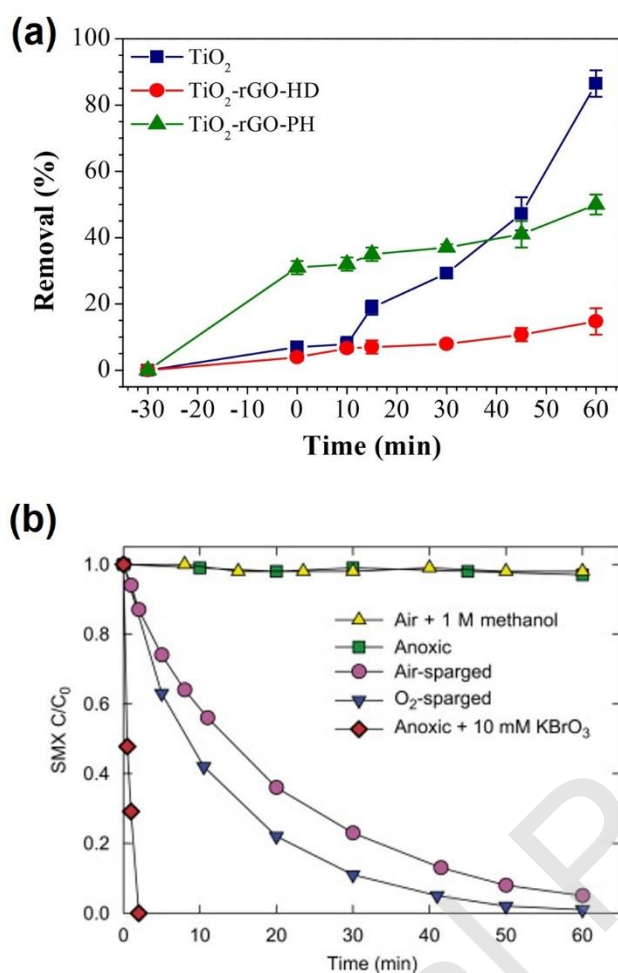 (a)
100
80
60
40
20
0
Removal (%)
TiO2
TiO2-rGO-HD
TiO2-rGO-PH
-30 -20 -10 0 10 20 30 40 50 60
Time (min)
(b)
1.0
0.8
0.6
0.4
0.2
0.0
SMX C/C0
Air + 1 M methanol
Anoxic
Air-sparged
O2-sparged
Anoxic + 10 mM KBrO3
0 10 20 30 40 50 60
Time (min)